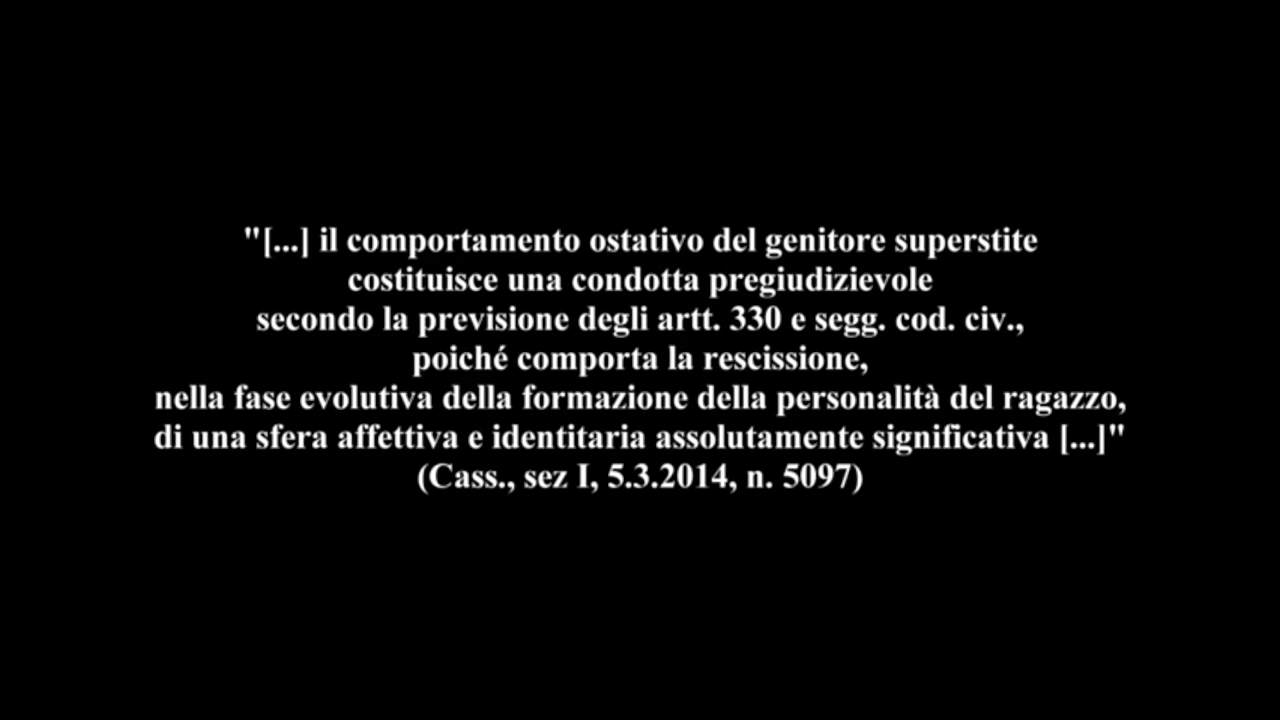 "[...] il comportamento ostativo del genitore superstite
costituisce una condotta pregiudizievole
secondo la previsione degli artt. 330 e segg. cod. civ.,
poiché comporta la rescissione,
nella fase evolutiva della formazione della personalità del ragazzo,
di una sfera affettiva e identitaria assolutamente significativa [...]"
(Cass., sez I, 5.3.2014, n. 5097)